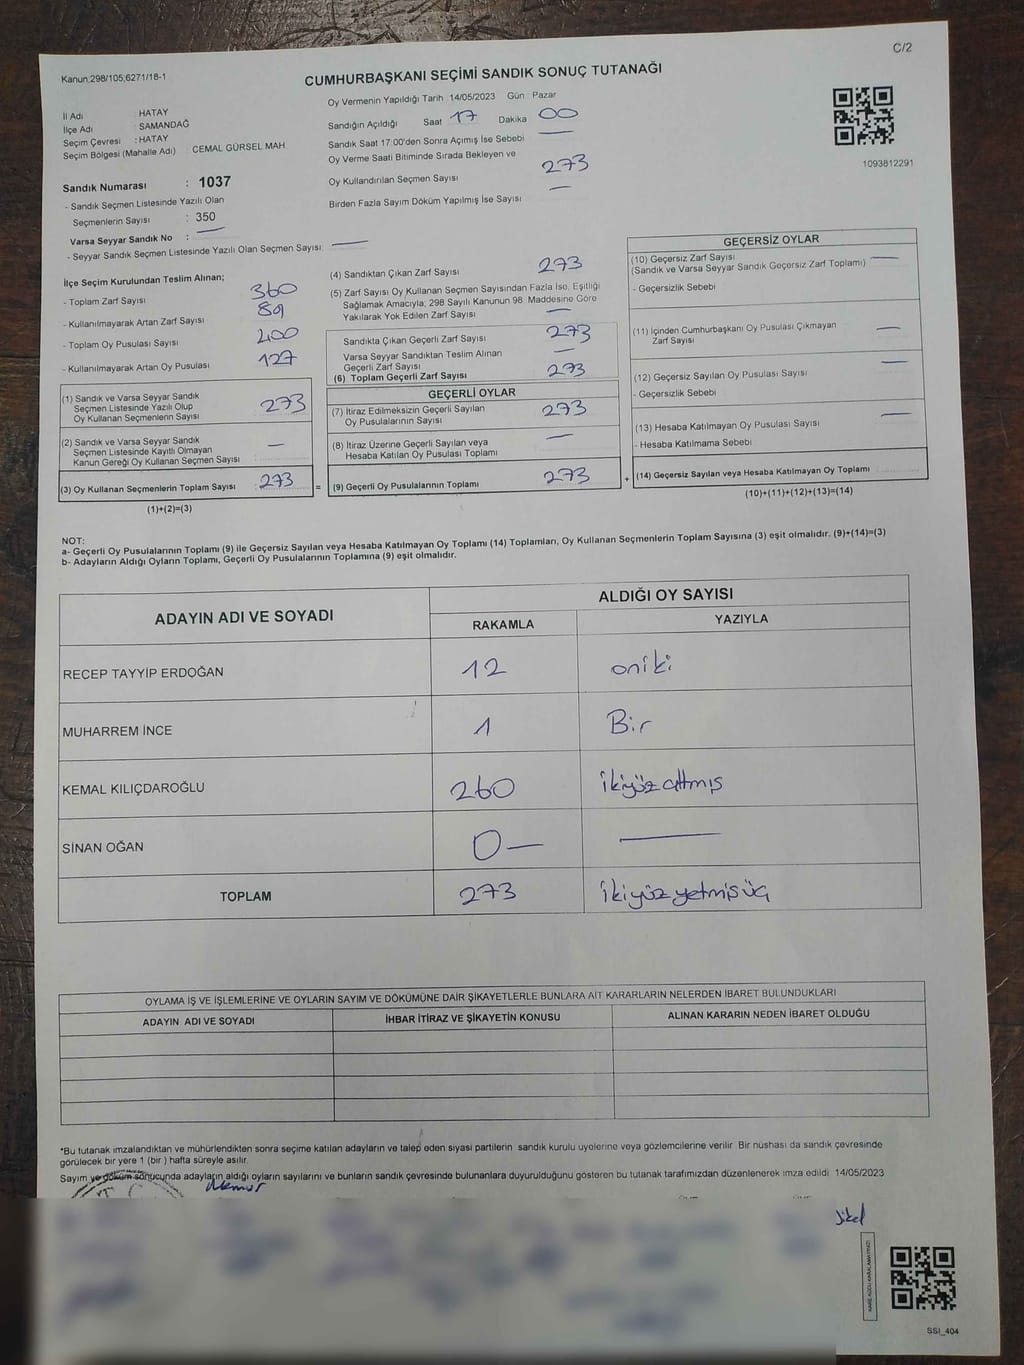 C/2
Kanun:298/105;6271/18-1
CUMHURBAŞKANI SEÇİMİ SANDIK SONUÇ TUTANAĞI
İl Adı : HATAY
İlçe Adı : SAMANDAĞ
Seçim Çevresi : HATAY
Seçim Bölgesi (Mahalle Adı) CEMAL GÜRSEL MAH
Oy Vermenin Yapıldığı Tarih : 14/05/2023 Gün : Pazar
Sandığın Açıldığı Saat 17 Dakika 00
Sandık Saat 17:00'den Sonra Açımış İse Sebebi —
Oy Verme Saati Bitiminde Sırada Bekleyen ve
Oy Kullandırılan Seçmen Sayısı 273
Birden Fazla Sayım Döküm Yapılmış İse Sayısı —
1093812291
Sandık Numarası : 1037
- Sandık Seçmen Listesinde Yazılı Olan
Seçmenlerin Sayısı : 350
Varsa Seyyar Sandık No : —
- Seyyar Sandık Seçmen Listesinde Yazılı Olan Seçmen Sayısı: —
İlçe Seçim Kurulundan Teslim Alınan;
- Toplam Zarf Sayısı 360
- Kullanılmayarak Artan Zarf Sayısı 89
- Toplam Oy Pusulası Sayısı 400
- Kullanılmayarak Artan Oy Pusulası 127
(1) Sandık ve Varsa Seyyar Sandık
Seçmen Listesinde Yazılı Olup
Oy Kullanan Seçmenlerin Sayısı 273
(2) Sandık ve Varsa Seyyar Sandık
Seçmen Listesinde Kayıtlı Olmayan
Kanun Gereği Oy Kullanan Seçmen Sayısı —
(3) Oy Kullanan Seçmenlerin Toplam Sayısı 273 =
(1)+(2)=(3)
(4) Sandıktan Çıkan Zarf Sayısı 273
(5) Zarf Sayısı Oy Kullanan Seçmen Sayısından Fazla İse, Eşitliği
Sağlamak Amacıyla; 298 Sayılı Kanunun 98. Maddesine Göre
Yakılarak Yok Edilen Zarf Sayısı —
Sandıkta Çıkan Geçerli Zarf Sayısı 273
Varsa Seyyar Sandıktan Teslim Alınan
Geçerli Zarf Sayısı —
(6) Toplam Geçerli Zarf Sayısı 273
GEÇERLİ OYLAR
(7) İtiraz Edilmeksizin Geçerli Sayılan
Oy Pusulalarının Sayısı 273
(8) İtiraz Üzerine Geçerli Sayılan veya
Hesaba Katılan Oy Pusulası Toplamı —
(9) Geçerli Oy Pusulalarının Toplamı 273 +
GEÇERSİZ OYLAR
(10) Geçersiz Zarf Sayısı —
(Sandık ve Varsa Seyyar Sandık Geçersiz Zarf Toplamı)
- Geçersizlik Sebebi
(11) İçinden Cumhurbaşkanı Oy Pusulası Çıkmayan
Zarf Sayısı —
(12) Geçersiz Sayılan Oy Pusulası Sayısı —
- Geçersizlik Sebebi
(13) Hesaba Katılmayan Oy Pusulası Sayısı —
- Hesaba Katılmama Sebebi
(14) Geçersiz Sayılan veya Hesaba Katılmayan Oy Toplamı
(10)+(11)+(12)+(13)=(14)
NOT:
a- Geçerli Oy Pusulalarının Toplamı (9) ile Geçersiz Sayılan veya Hesaba Katılmayan Oy Toplamı (14) Toplamları, Oy Kullanan Seçmenlerin Toplam Sayısına (3) eşit olmalıdır. (9)+(14)=(3)
b- Adayların Aldığı Oyların Toplamı, Geçerli Oy Pusulalarının Toplamına (9) eşit olmalıdır.
ADAYIN ADI VE SOYADI ALDIĞI OY SAYISI
RAKAMLA YAZIYLA
RECEP TAYYİP ERDOĞAN 12 oniki
MUHARREM İNCE 1 Bir
KEMAL KILIÇDAROĞLU 260 ikiyüz altmış
SİNAN OĞAN 0— —
TOPLAM 273 ikiyüz yetmişüç
OYLAMA İŞ VE İŞLEMLERİNE VE OYLARIN SAYIM VE DÖKÜMÜNE DAİR ŞİKAYETLERLE BUNLARA AİT KARARLARIN NELERDEN İBARET BULUNDUKLARI
ADAYIN ADI VE SOYADI İHBAR İTİRAZ VE ŞİKAYETİN KONUSU ALINAN KARARIN NEDEN İBARET OLDUĞU
*Bu tutanak imzalandıktan ve mühürlendikten sonra seçime katılan adayların ve talep eden siyasi partilerin sandık kurulu üyelerine veya gözlemcilerine verilir. Bir nüshası da sandık çevresinde
görülecek bir yere 1 (bir) hafta süreyle asılır.
Sayım ve döküm sonucunda adayların aldığı oyların sayılarını ve bunların sandık çevresinde bulunanlara duyurulduğunu gösteren bu tutanak tarafımızdan düzenlenerek imza edildi. 14/05/2023
SSI_404